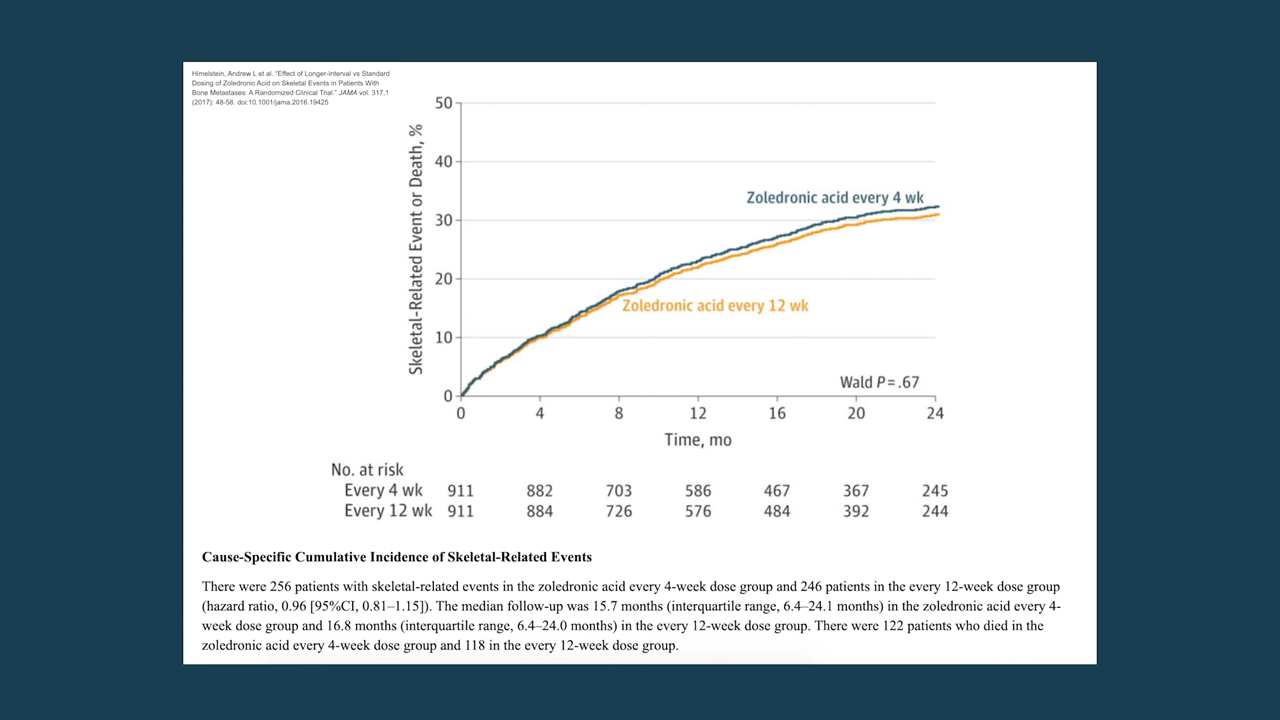 Himelstein, Andrew L et al. "Effect of Longer-Interval vs Standard
Dosing of Zoledronic Acid on Skeletal Events in Patients With
Bone Metastases: A Randomized Clinical Trial." JAMA vol. 317,1
(2017): 48-58. doi:10.1001/jama.2016.19425
Skeletal-Related Event or Death, %
50
40
30
20
10
0
Zoledronic acid every 4 wk
Zoledronic acid every 12 wk
Wald P=.67
0 4 8 12 16 20 24
Time, mo
No. at risk
Every 4 wk 911 882 703 586 467 367 245
Every 12 wk 911 884 726 576 484 392 244
Cause-Specific Cumulative Incidence of Skeletal-Related Events
There were 256 patients with skeletal-related events in the zoledronic acid every 4-week dose group and 246 patients in the every 12-week dose group
(hazard ratio, 0.96 [95%CI, 0.81–1.15]). The median follow-up was 15.7 months (interquartile range, 6.4–24.1 months) in the zoledronic acid every 4-
week dose group and 16.8 months (interquartile range, 6.4–24.0 months) in the every 12-week dose group. There were 122 patients who died in the
zoledronic acid every 4-week dose group and 118 in the every 12-week dose group.